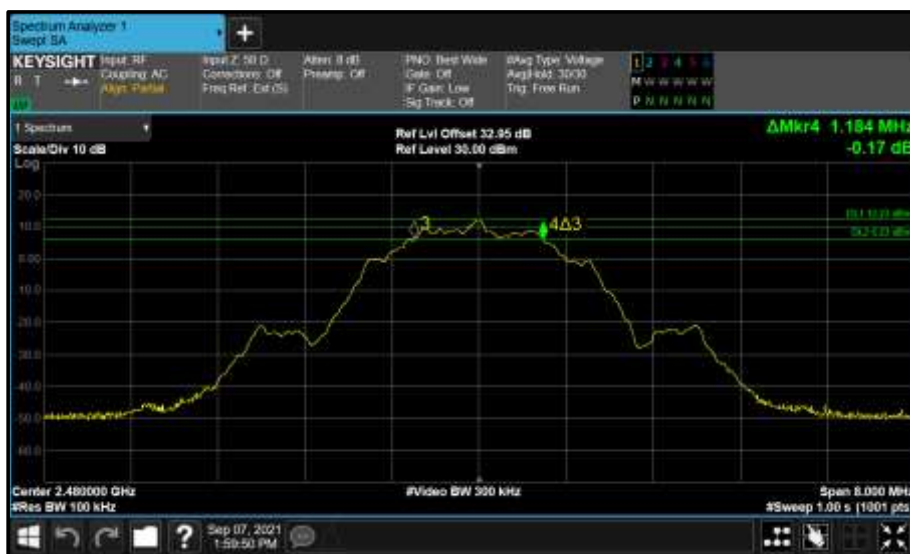 Spectrum Analyzer 1
Swept SA
+
KEYSIGHT
R T
Input: RF
Coupling: AC
Align: Partial
Input Z: 50 Ω
Corrections: Off
Freq Ref: Ext (S)
Atten: 8 dB
Preamp: Off
PNO: Best Wide
Gate: Off
IF Gain: Low
Sig Track: Off
#Avg Type: Voltage
Avg|Hold: 30/30
Trig: Free Run
1 2 3 4 5 6
M W W W W W
P N N N N N
1 Spectrum
Scale/Div 10 dB
Ref Lvl Offset 32.95 dB
Ref Level 30.00 dBm
ΔMkr4 1.184 MHz
-0.17 dB
Log
20.0
10.0
0.00
-10.0
-20.0
-30.0
-40.0
-50.0
-60.0
3
4Δ3
Center 2.480000 GHz
#Res BW 100 kHz
#Video BW 300 kHz
Span 8.000 MHz
#Sweep 1.00 s (1001 pts
?
Sep 07, 2021
1:59:50 PM